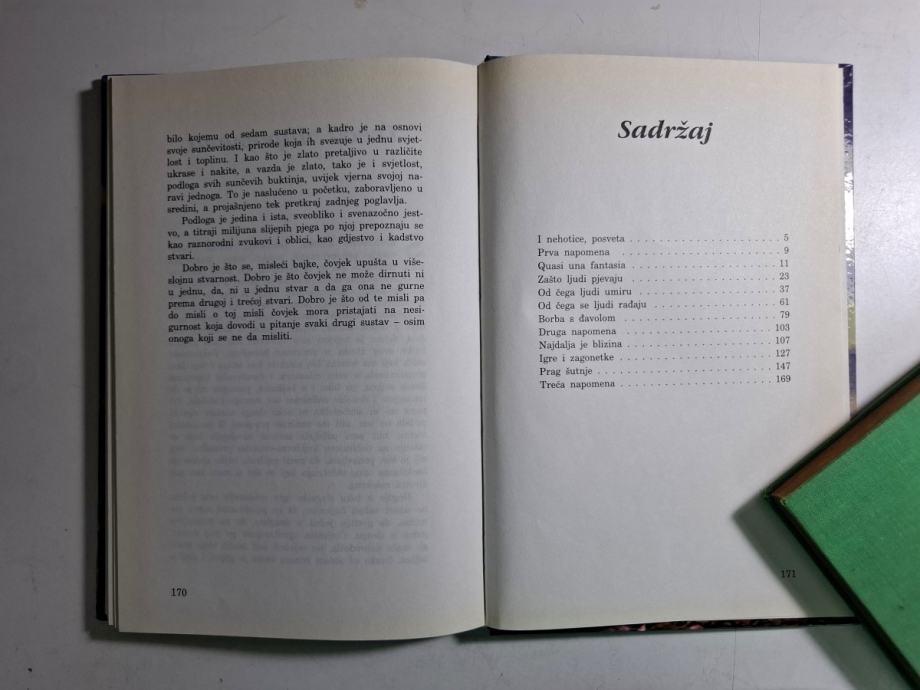 bilo kojemu od sedam sustava; a kadro je na osnovi
svoje sunčevitosti, prirode koja ih svezuje u jednu svjet-
lost i toplinu. I kao što je zlato pretaljivo u različite
ukrase i nakite, a vazda je zlato, tako je i svjetlost,
podloga svih sunčevih buktinja, uvijek vjerna svojoj na-
ravi jednoga. To je naslućeno u početku, zaboravljeno u
sredini, a projašnjeno tek pretkraj zadnjeg poglavlja.
Podloga je jedina i ista, sveobliko i svenazočno jest-
vo, a titraji milijuna slijepih pjega po njoj prepoznaju se
kao raznorodni zvukovi i oblici, kao gdjestvo i kadstvo
stvari.
Dobro je što se, misleći bajke, čovjek upušta u više-
slojnu stvarnost. Dobro je što čovjek ne može dirnuti ni
u jednu, da, ni u jednu stvar a da ga ona ne gurne
prema drugoj i trećoj stvari. Dobro je što od te misli pa
do misli o toj misli čovjek mora pristajati na nesi-
gurnost koja dovodi u pitanje svaki drugi sustav – osim
onoga koji se ne da misliti.
170
Sadržaj
I nehotice, posveta . . . . . . . . . . . . . . . . . . 5
Prva napomena . . . . . . . . . . . . . . . . . . . . 9
Quasi una fantasia . . . . . . . . . . . . . . . . . . 11
Zašto ljudi pjevaju . . . . . . . . . . . . . . . . . . 23
Od čega ljudi umiru . . . . . . . . . . . . . . . . . 37
Od čega se ljudi rađaju . . . . . . . . . . . . . . . 61
Borba s đavolom . . . . . . . . . . . . . . . . . . . 79
Druga napomena . . . . . . . . . . . . . . . . . . . 103
Najdalja je blizina . . . . . . . . . . . . . . . . . . 107
Igre i zagonetke . . . . . . . . . . . . . . . . . . . 127
Prag šutnje . . . . . . . . . . . . . . . . . . . . . . 147
Treća napomena . . . . . . . . . . . . . . . . . . . 169
171